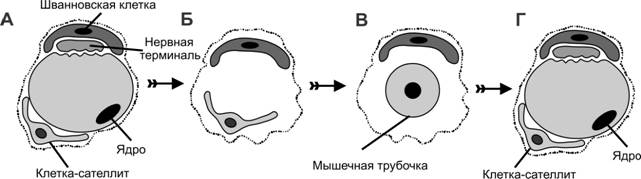 А
Шванновская клетка
Нервная
терминаль
Ядро
Клетка-сателлит
Б
В
Мышечная трубочка
Г
Ядро
Клетка-сателлит